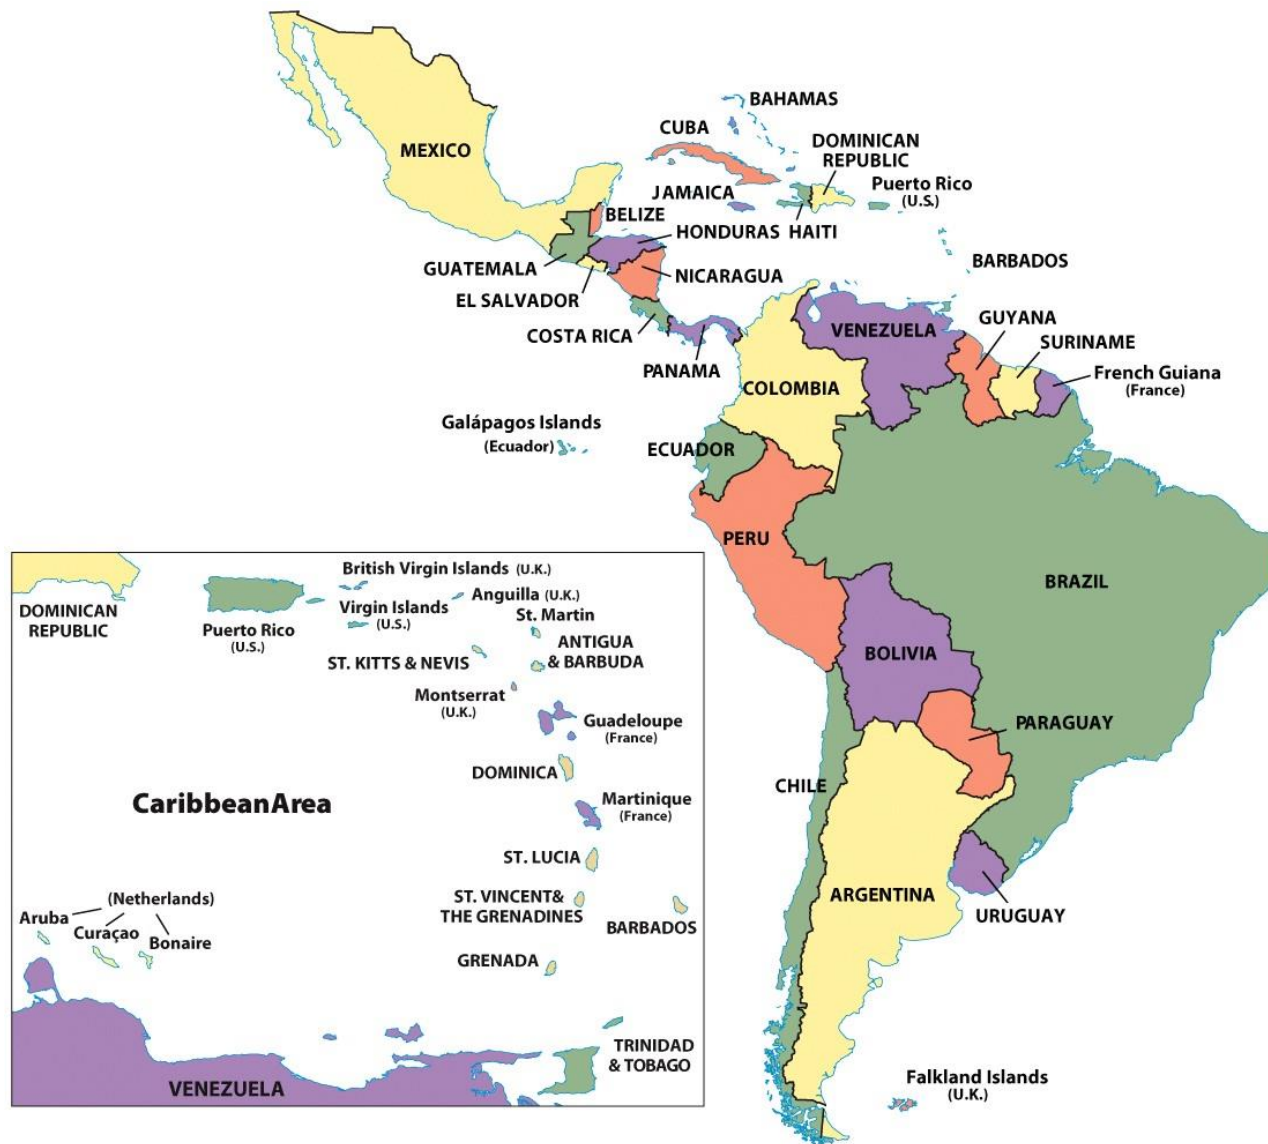 BAHAMAS
CUBA
DOMINICAN
REPUBLIC
MEXICO
JAMAICA
Puerto Rico
(U.S.)
BELIZE
HONDURAS
HAITI
GUATEMALA
NICARAGUA
BARBADOS
EL SALVADOR
COSTA RICA
PANAMA
VENEZUELA
GUYANA
SURINAME
French Guiana
(France)
COLOMBIA
Galápagos Islands
(Ecuador)
ECUADOR
PERU
BRAZIL
BOLIVIA
PARAGUAY
CHILE
ARGENTINA
URUGUAY
Falkland Islands
(U.K.)
DOMINICAN
REPUBLIC
Puerto Rico
(U.S.)
British Virgin Islands (U.K.)
Virgin Islands
(U.S.)
Anguilla (U.K.)
St. Martin
ANTIGUA
& BARBUDA
ST. KITTS & NEVIS
Montserrat
(U.K.)
Guadeloupe
(France)
DOMINICA
CaribbeanArea
Martinique
(France)
ST. LUCIA
ST. VINCENT&
THE GRENADINES
BARBADOS
(Netherlands)
Aruba
Curaçao
Bonaire
GRENADA
TRINIDAD
& TOBAGO
VENEZUELA